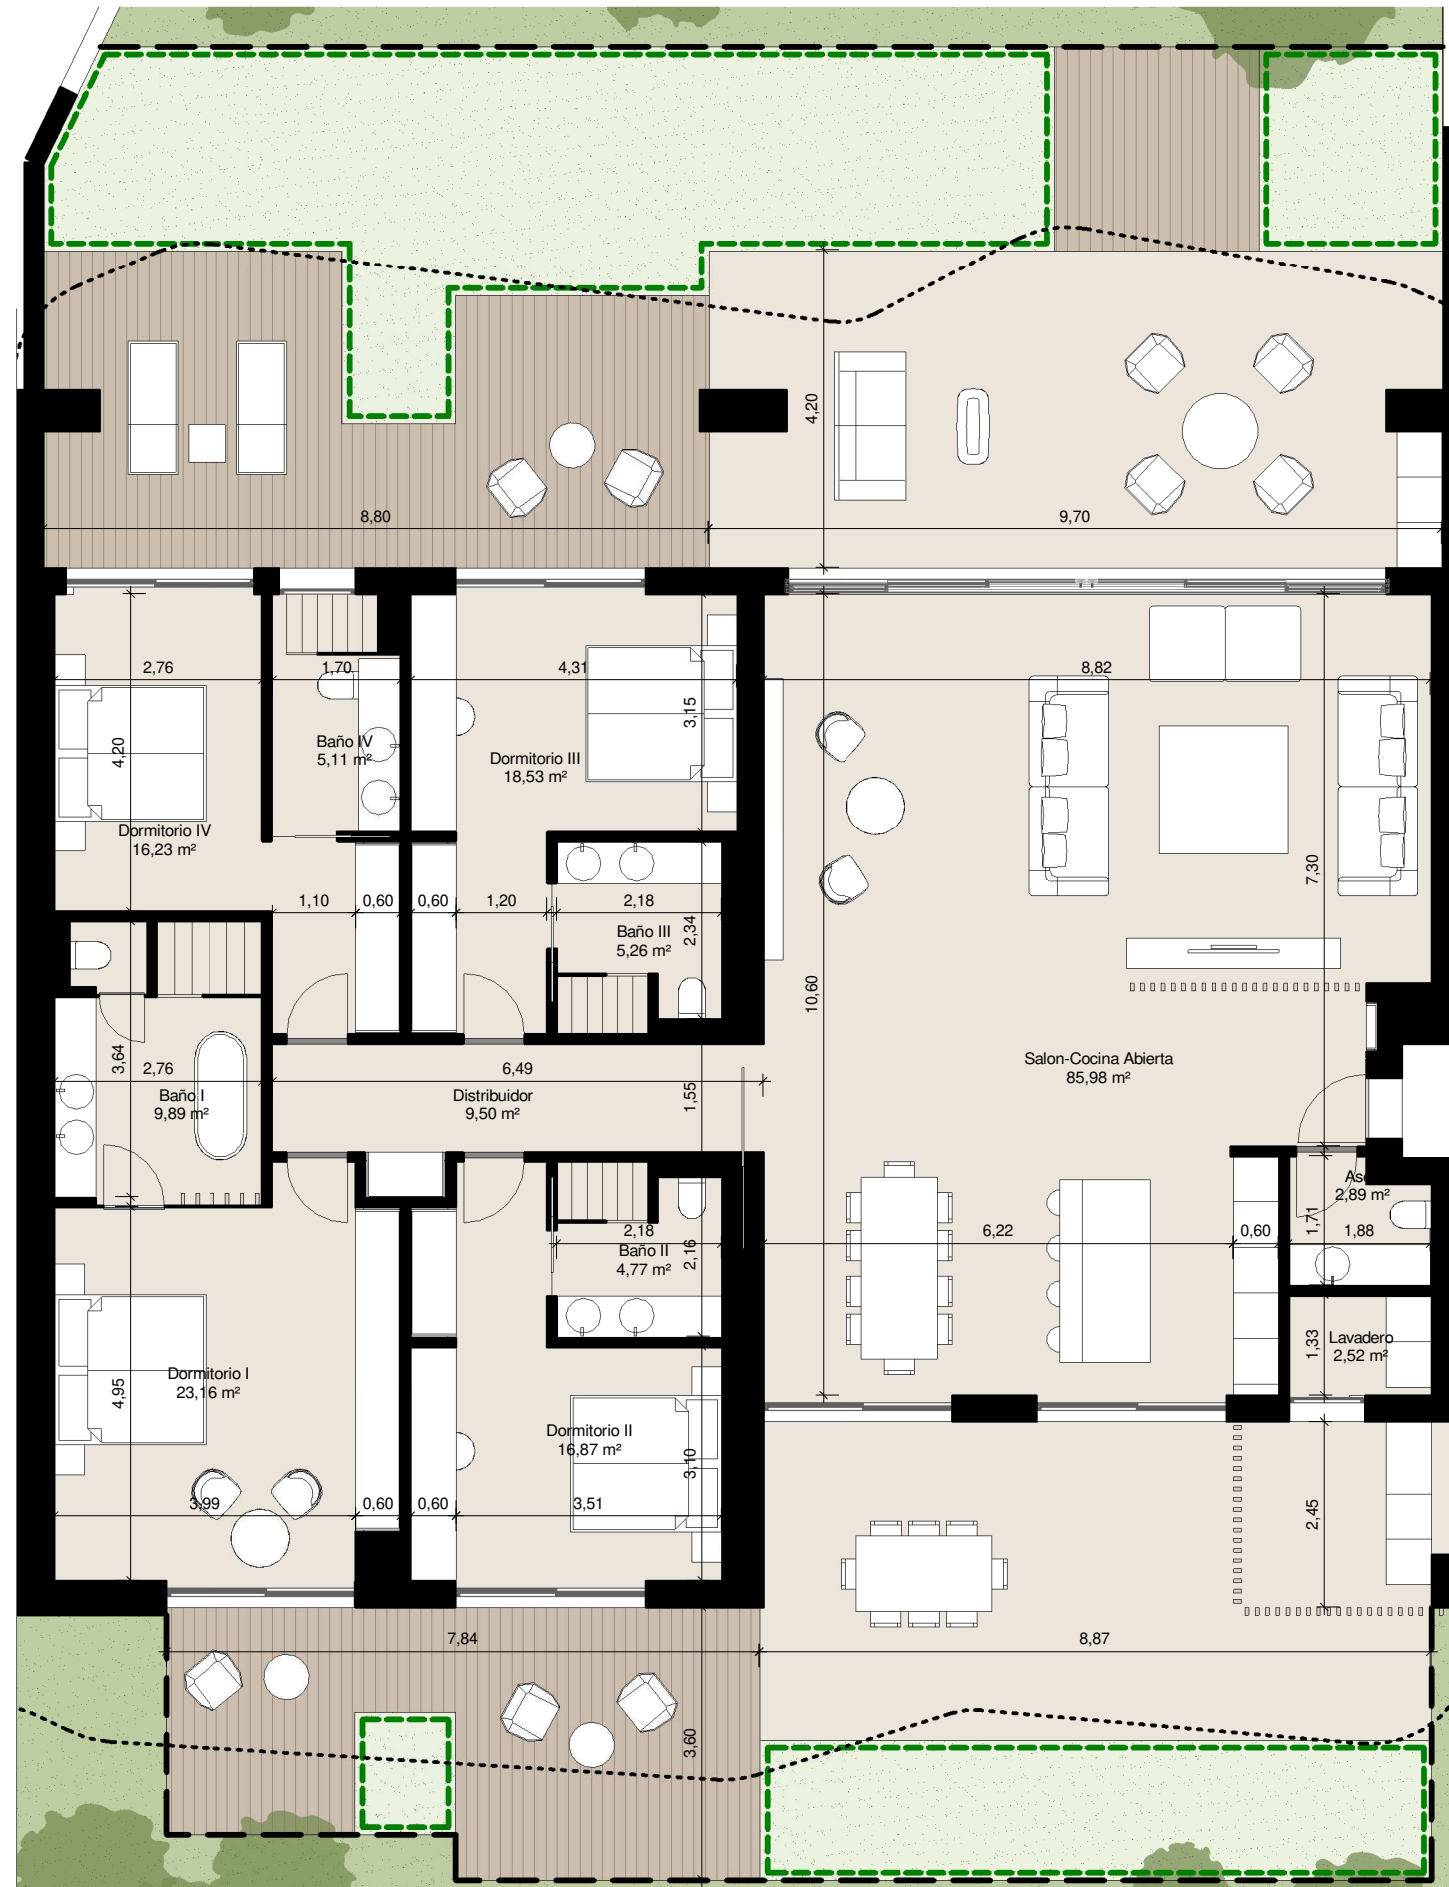 4,20
8,80
9,70
2,76
1,70
4,31
8,82
3,15
4,20
Baño IV
5,11 m²
Dormitorio III
18,53 m²
Dormitorio IV
16,23 m²
7,30
1,10
0,60
0,60
1,20
2,18
Baño III
5,26 m²
2,34
10,60
3,64
2,76
6,49
Salon-Cocina Abierta
85,98 m²
Baño I
9,89 m²
Distribuidor
9,50 m²
1,55
2,89 m²
2,18
Baño II
4,77 m²
2,16
6,22
0,60
1,71
1,88
1,33
Lavadero
2,52 m²
Dormitorio I
23,16 m²
4,95
Dormitorio II
16,87 m²
3,10
3,99
0,60
0,60
3,51
2,45
7,84
8,87
3,60